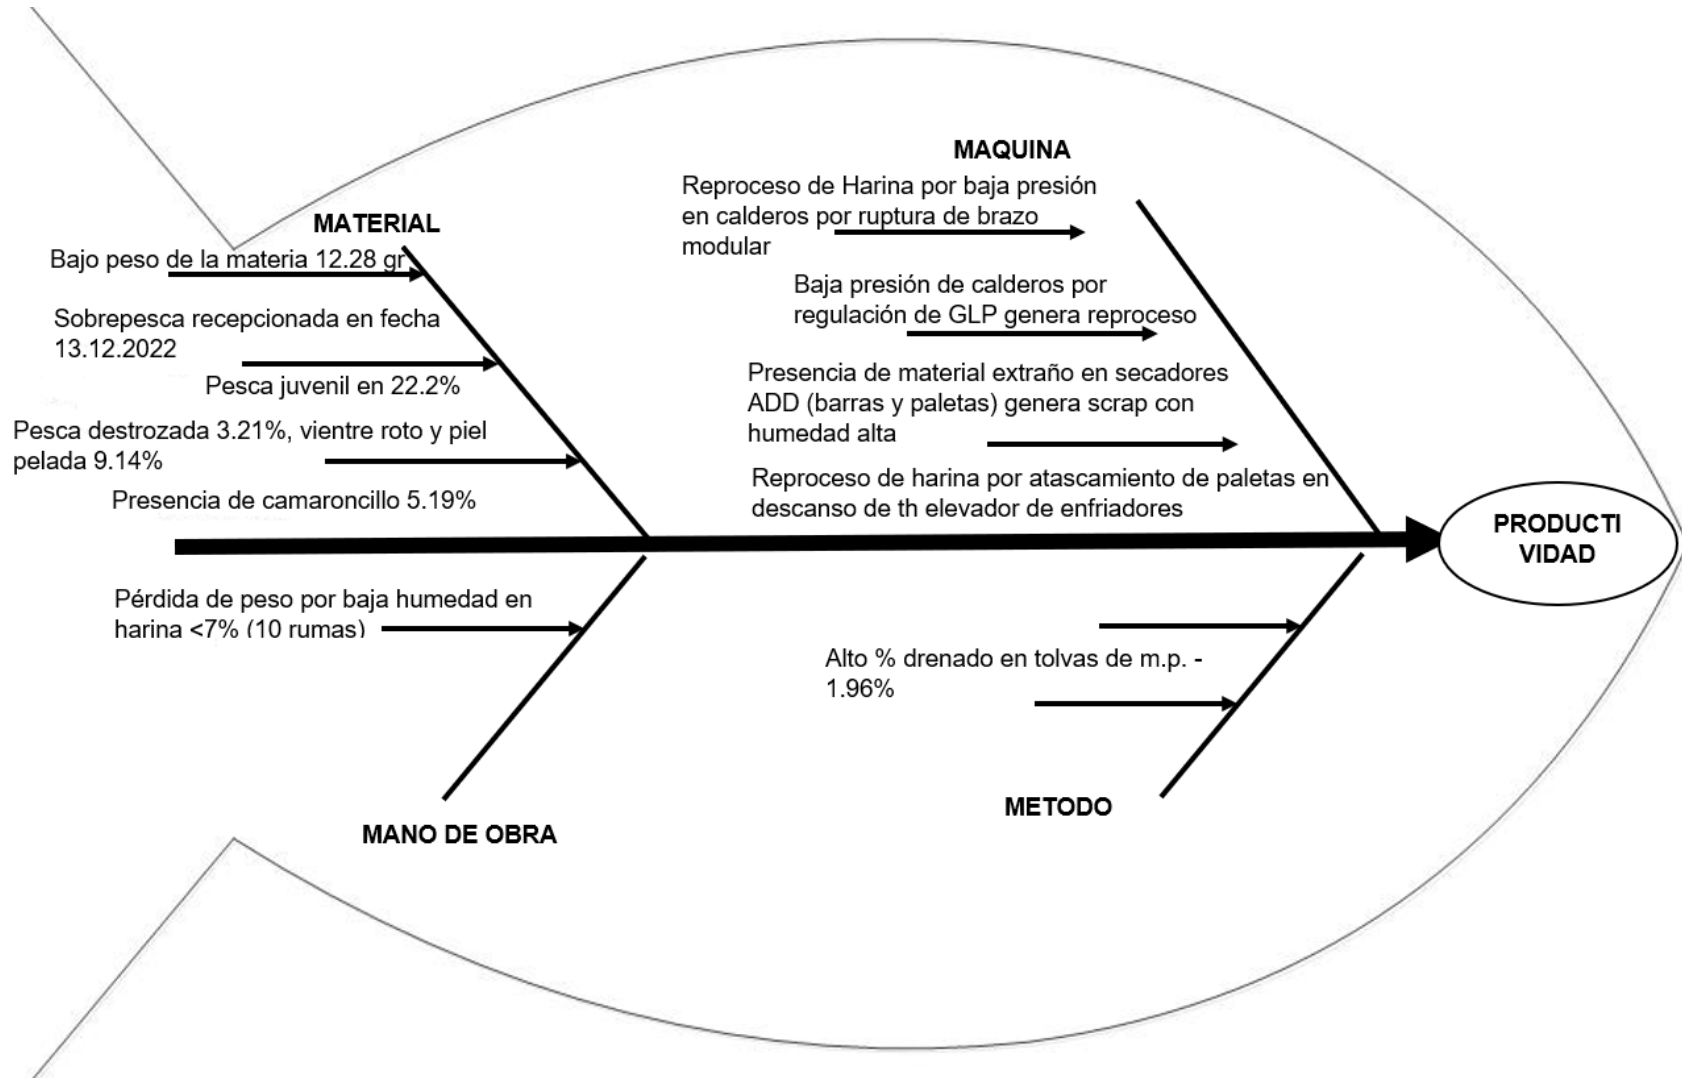 MATERIAL
Bajo peso de la materia 12.28 gr
Sobrepesca recepcionada en fecha
13.12.2022
Pesca juvenil en 22.2%
Pesca destrozada 3.21%, vientre roto y piel
pelada 9.14%
Presencia de camaroncillo 5.19%
MAQUINA
Reproceso de Harina por baja presión
en calderos por ruptura de brazo
modular
Baja presión de calderos por
regulación de GLP genera reproceso
Presencia de material extraño en secadores
ADD (barras y paletas) genera scrap con
humedad alta
Reproceso de harina por atascamiento de paletas en
descanso de th elevador de enfriadores
PRODUCTI
VIDAD
Pérdida de peso por baja humedad en
harina <7% (10 rumas)
MANO DE OBRA
Alto % drenado en tolvas de m.p. -
1.96%
METODO